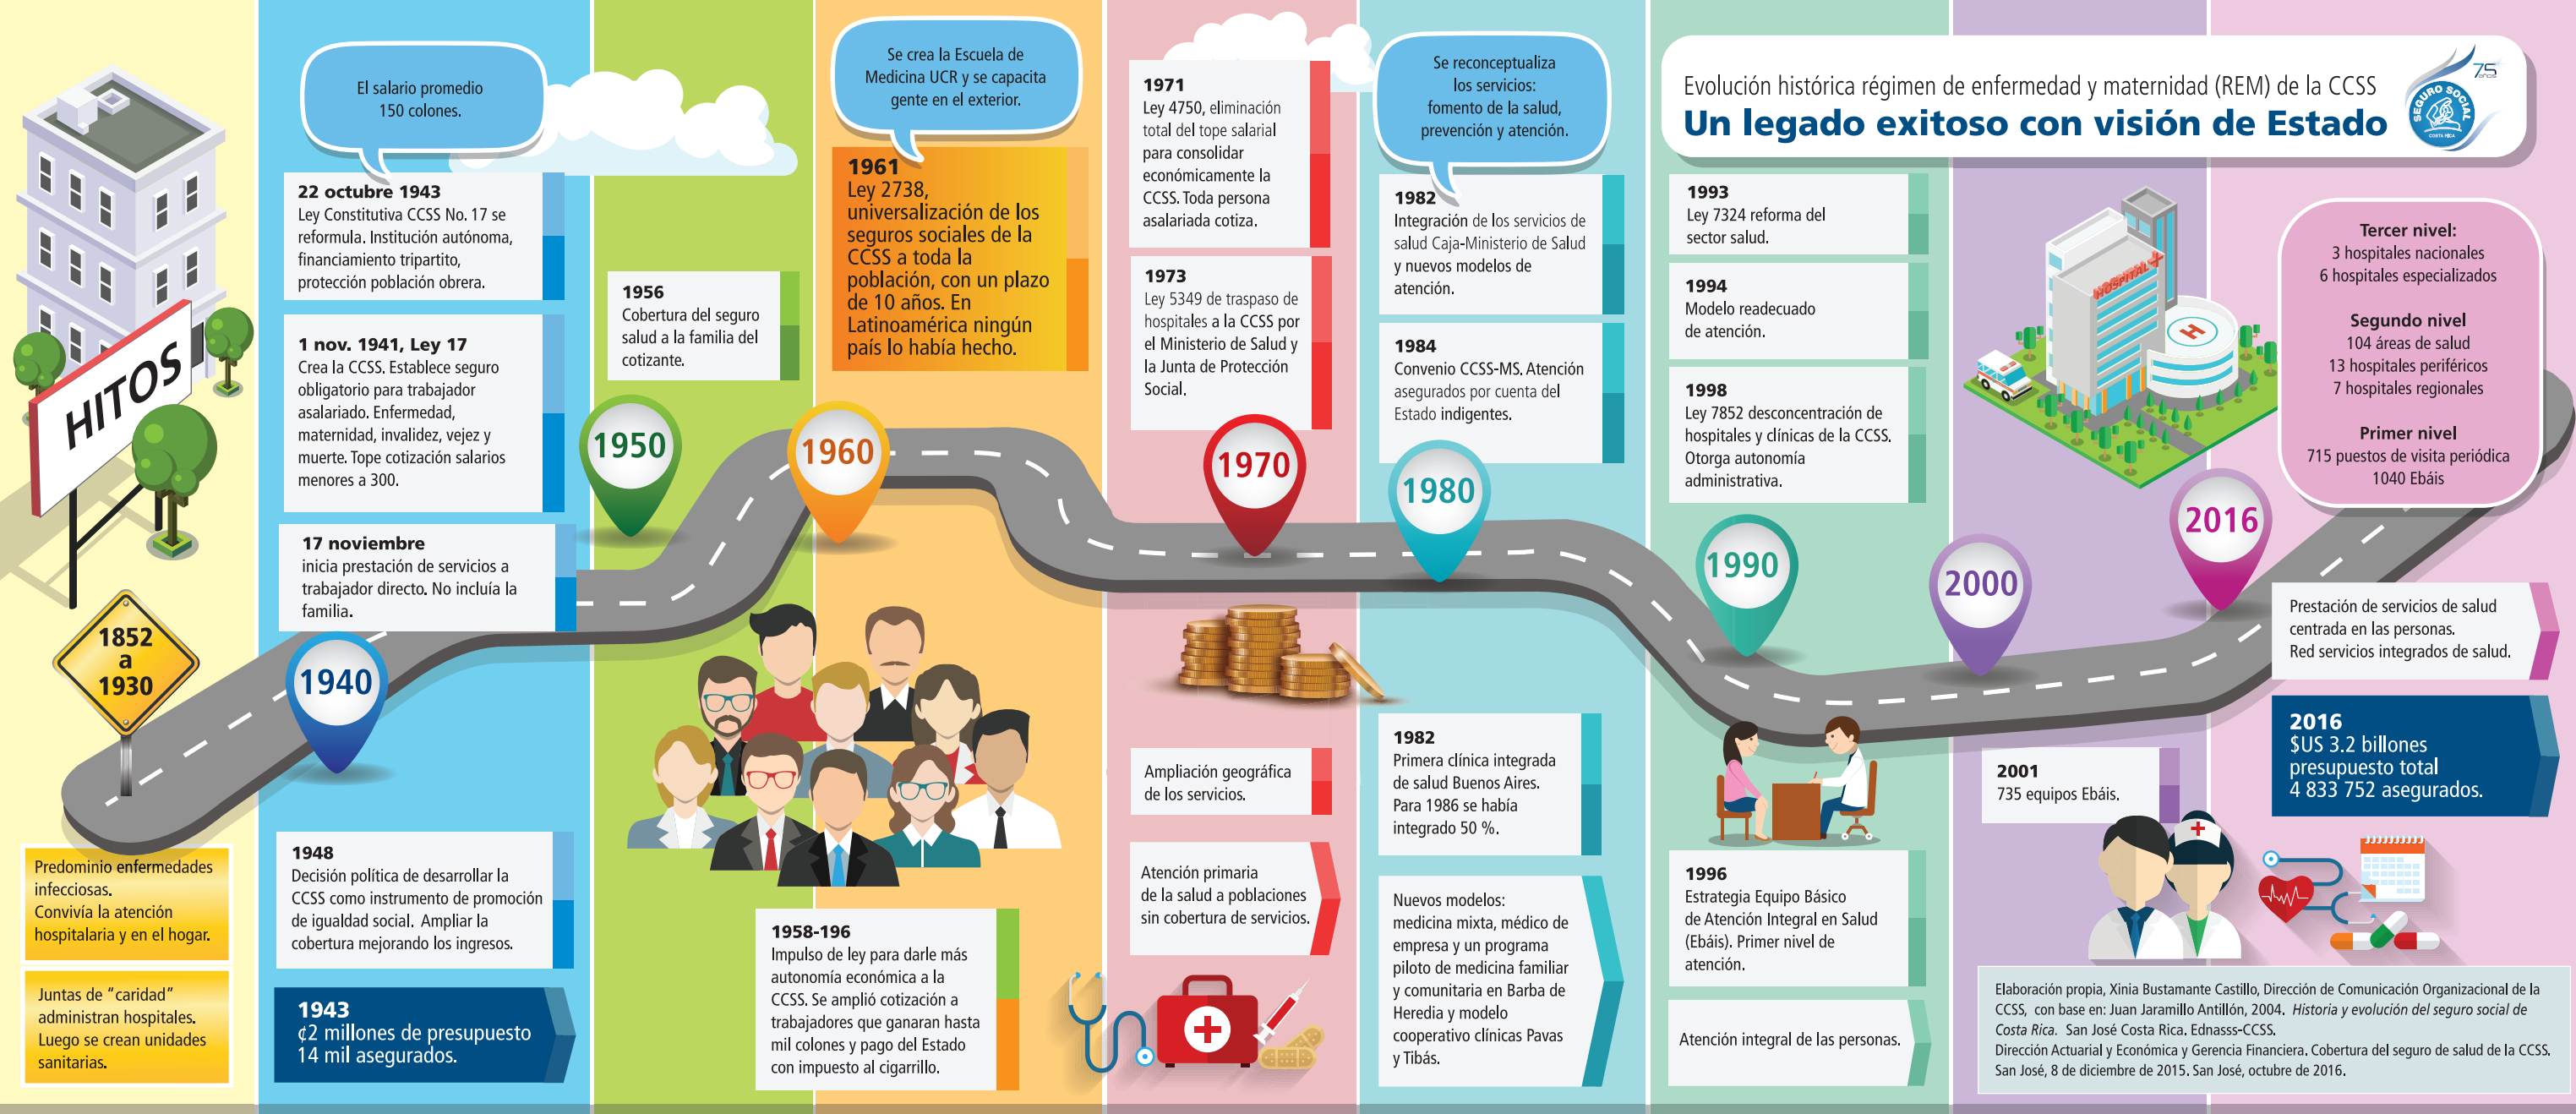 HITOS
1852
a
1930
Predominio enfermedades
infecciosas.
Convivía la atención
hospitalaria y en el hogar.
Juntas de “caridad”
administran hospitales.
Luego se crean unidades
sanitarias.
El salario promedio
150 colones.
22 octubre 1943
Ley Constitutiva CCSS No. 17 se
reformula. Institución autónoma,
financiamiento tripartito,
protección población obrera.
1 nov. 1941, Ley 17
Crea la CCSS. Establece seguro
obligatorio para trabajador
asalariado. Enfermedad,
maternidad, invalidez, vejez y
muerte. Tope cotización salarios
menores a 300.
17 noviembre
inicia prestación de servicios a
trabajador directo. No incluía la
familia.
1940
1948
Decisión política de desarrollar la
CCSS como instrumento de promoción
de igualdad social. Ampliar la
cobertura mejorando los ingresos.
1943
¢2 millones de presupuesto
14 mil asegurados.
1956
Cobertura del seguro
salud a la familia del
cotizante.
1950
Se crea la Escuela de
Medicina UCR y se capacita
gente en el exterior.
1961
Ley 2738,
universalización de los
seguros sociales de la
CCSS a toda la
población, con un plazo
de 10 años. En
Latinoamérica ningún
país lo había hecho.
1960
1958-196
Impulso de ley para darle más
autonomía económica a la
CCSS. Se amplió cotización a
trabajadores que ganaran hasta
mil colones y pago del Estado
con impuesto al cigarrillo.
1971
Ley 4750, eliminación
total del tope salarial
para consolidar
económicamente la
CCSS. Toda persona
asalariada cotiza.
1973
Ley 5349 de traspaso de
hospitales a la CCSS por
el Ministerio de Salud y
la Junta de Protección
Social.
1970
Ampliación geográfica
de los servicios.
Atención primaria
de la salud a poblaciones
sin cobertura de servicios.
Se reconceptualiza
los servicios:
fomento de la salud,
prevención y atención.
1982
Integración de los servicios de
salud Caja-Ministerio de Salud
y nuevos modelos de
atención.
1984
Convenio CCSS-MS. Atención
asegurados por cuenta del
Estado indigentes.
1980
1982
Primera clínica integrada
de salud Buenos Aires.
Para 1986 se había
integrado 50 %.
Nuevos modelos:
medicina mixta, médico de
empresa y un programa
piloto de medicina familiar
y comunitaria en Barba de
Heredia y modelo
cooperativo clínicas Pavas
y Tibás.
Evolución histórica régimen de enfermedad y maternidad (REM) de la CCSS
Un legado exitoso con visión de Estado
75
años
SEGURO SOCIAL
COSTA RICA
1993
Ley 7324 reforma del
sector salud.
1994
Modelo readecuado
de atención.
1998
Ley 7852 desconcentración de
hospitales y clínicas de la CCSS.
Otorga autonomía
administrativa.
1990
1996
Estrategia Equipo Básico
de Atención Integral en Salud
(Ebáis). Primer nivel de
atención.
Atención integral de las personas.
HOSPITAL
H
2000
2001
735 equipos Ebáis.
2016
Tercer nivel:
3 hospitales nacionales
6 hospitales especializados
Segundo nivel
104 áreas de salud
13 hospitales periféricos
7 hospitales regionales
Primer nivel
715 puestos de visita periódica
1040 Ebáis
Prestación de servicios de salud
centrada en las personas.
Red servicios integrados de salud.
2016
$US 3.2 billones
presupuesto total
4 833 752 asegurados.
Elaboración propia, Xinia Bustamante Castillo, Dirección de Comunicación Organizacional de la
CCSS, con base en: Juan Jaramillo Antillón, 2004. Historia y evolución del seguro social de
Costa Rica. San José Costa Rica. Ednasss-CCSS.
Dirección Actuarial y Económica y Gerencia Financiera. Cobertura del seguro de salud de la CCSS.
San José, 8 de diciembre de 2015. San José, octubre de 2016.